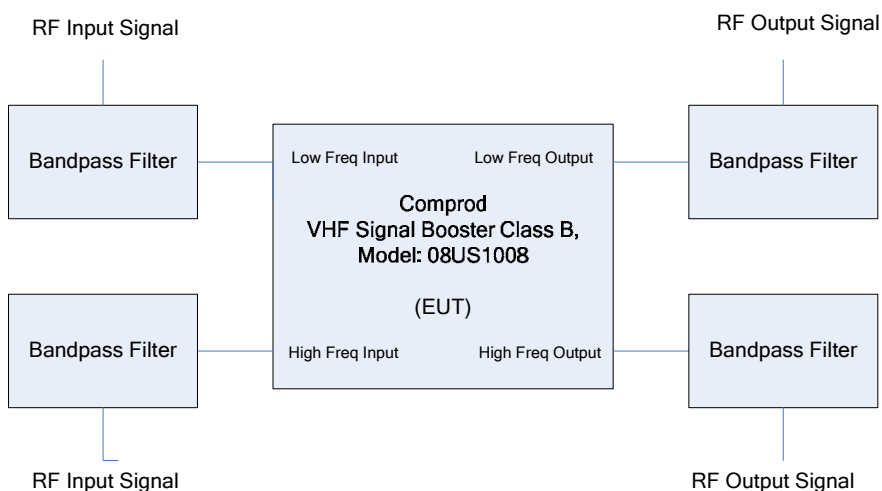 RF Input Signal
RF Output Signal
Bandpass Filter
Low Freq Input
Low Freq Output
Bandpass Filter
Comprod
VHF Signal Booster Class B,
Model: 08US1008
(EUT)
Bandpass Filter
High Freq Input
High Freq Output
Bandpass Filter
RF Input Signal
RF Output Signal